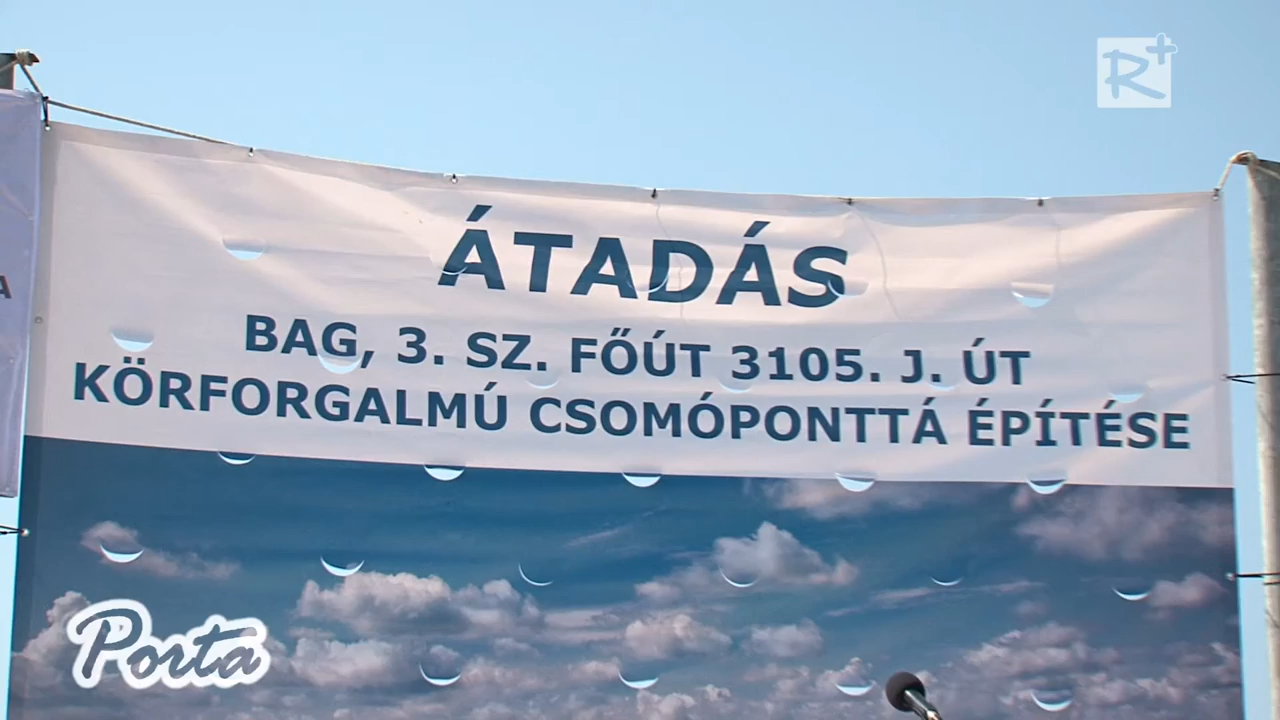 R+
A
ÁTADÁS
BAG, 3. SZ. FŐÚT 3105. J. ÚT
KÖRFORGALMÚ CSOMÓPONTTÁ ÉPÍTÉSE
Porta